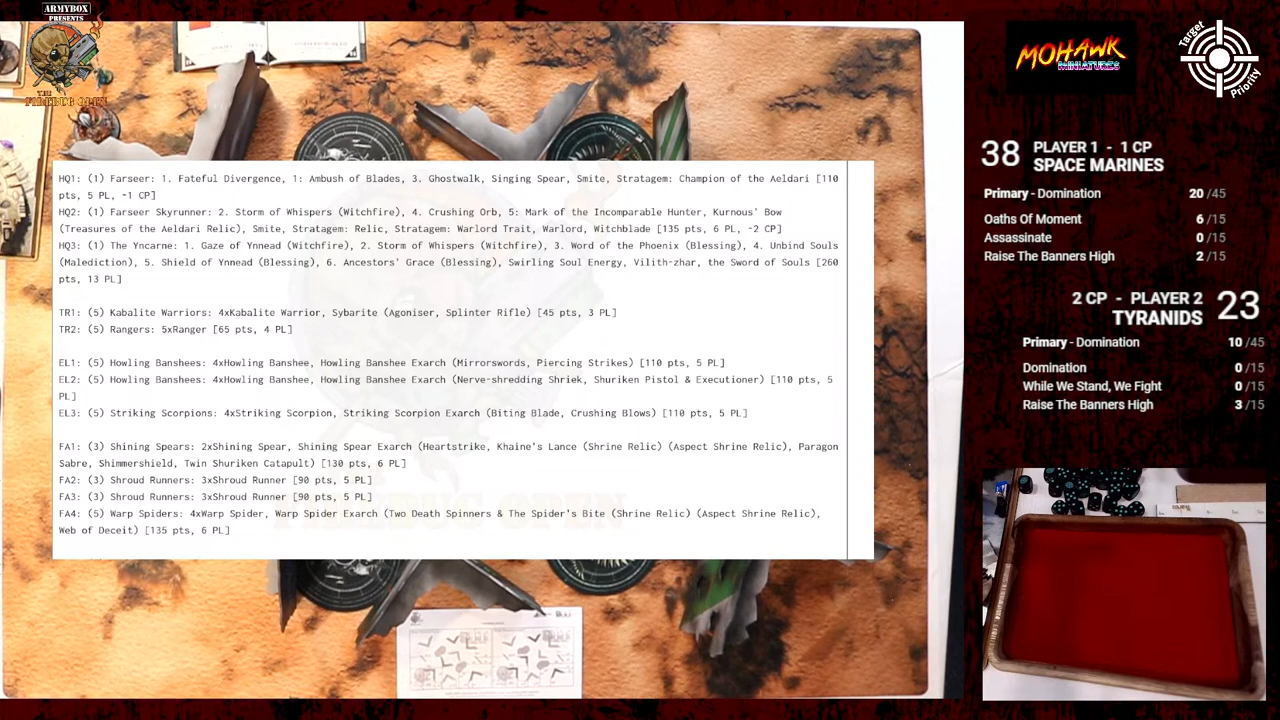 ARMYBOX
PRESENTS
THE
FIREBUG OPEN
HQ1: (1) Farseer: 1. Fateful Divergence, 1: Ambush of Blades, 3. Ghostwalk, Singing Spear, Smite, Stratagem: Champion of the Aeldari [110
pts, 5 PL, -1 CP]
HQ2: (1) Farseer Skyrunner: 2. Storm of Whispers (Witchfire), 4. Crushing Orb, 5: Mark of the Incomparable Hunter, Kurnous' Bow
(Treasures of the Aeldari Relic), Smite, Stratagem: Relic, Stratagem: Warlord Trait, Warlord, Witchblade [135 pts, 6 PL, -2 CP]
HQ3: (1) The Yncarne: 1. Gaze of Ynnead (Witchfire), 2. Storm of Whispers (Witchfire), 3. Word of the Phoenix (Blessing), 4. Unbind Souls
(Malediction), 5. Shield of Ynnead (Blessing), 6. Ancestors' Grace (Blessing), Swirling Soul Energy, Vilith-zhar, the Sword of Souls [260
pts, 13 PL]
TR1: (5) Kabalite Warriors: 4xKabalite Warrior, Sybarite (Agoniser, Splinter Rifle) [45 pts, 3 PL]
TR2: (5) Rangers: 5xRanger [65 pts, 4 PL]
EL1: (5) Howling Banshees: 4xHowling Banshee, Howling Banshee Exarch (Mirrorswords, Piercing Strikes) [110 pts, 5 PL]
EL2: (5) Howling Banshees: 4xHowling Banshee, Howling Banshee Exarch (Nerve-shredding Shriek, Shuriken Pistol & Executioner) [110 pts, 5
PL]
EL3: (5) Striking Scorpions: 4xStriking Scorpion, Striking Scorpion Exarch (Biting Blade, Crushing Blows) [110 pts, 5 PL]
FA1: (3) Shining Spears: 2xShining Spear, Shining Spear Exarch (Heartstrike, Khaine's Lance (Shrine Relic) (Aspect Shrine Relic), Paragon
Sabre, Shimmershield, Twin Shuriken Catapult) [130 pts, 6 PL]
FA2: (3) Shroud Runners: 3xShroud Runner [90 pts, 5 PL]
FA3: (3) Shroud Runners: 3xShroud Runner [90 pts, 5 PL]
FA4: (5) Warp Spiders: 4xWarp Spider, Warp Spider Exarch (Two Death Spinners & The Spider's Bite (Shrine Relic) (Aspect Shrine Relic),
Web of Deceit) [135 pts, 6 PL]
MOHAWK
MINIATURES
Target
Priority
38 PLAYER 1 - 1 CP
SPACE MARINES
Primary - Domination 20 /45
Oaths Of Moment 6 /15
Assassinate 0 /15
Raise The Banners High 2 /15
2 CP - PLAYER 2 23
TYRANIDS
Primary - Domination 10 /45
Domination 0 /15
While We Stand, We Fight 0 /15
Raise The Banners High 3 /15